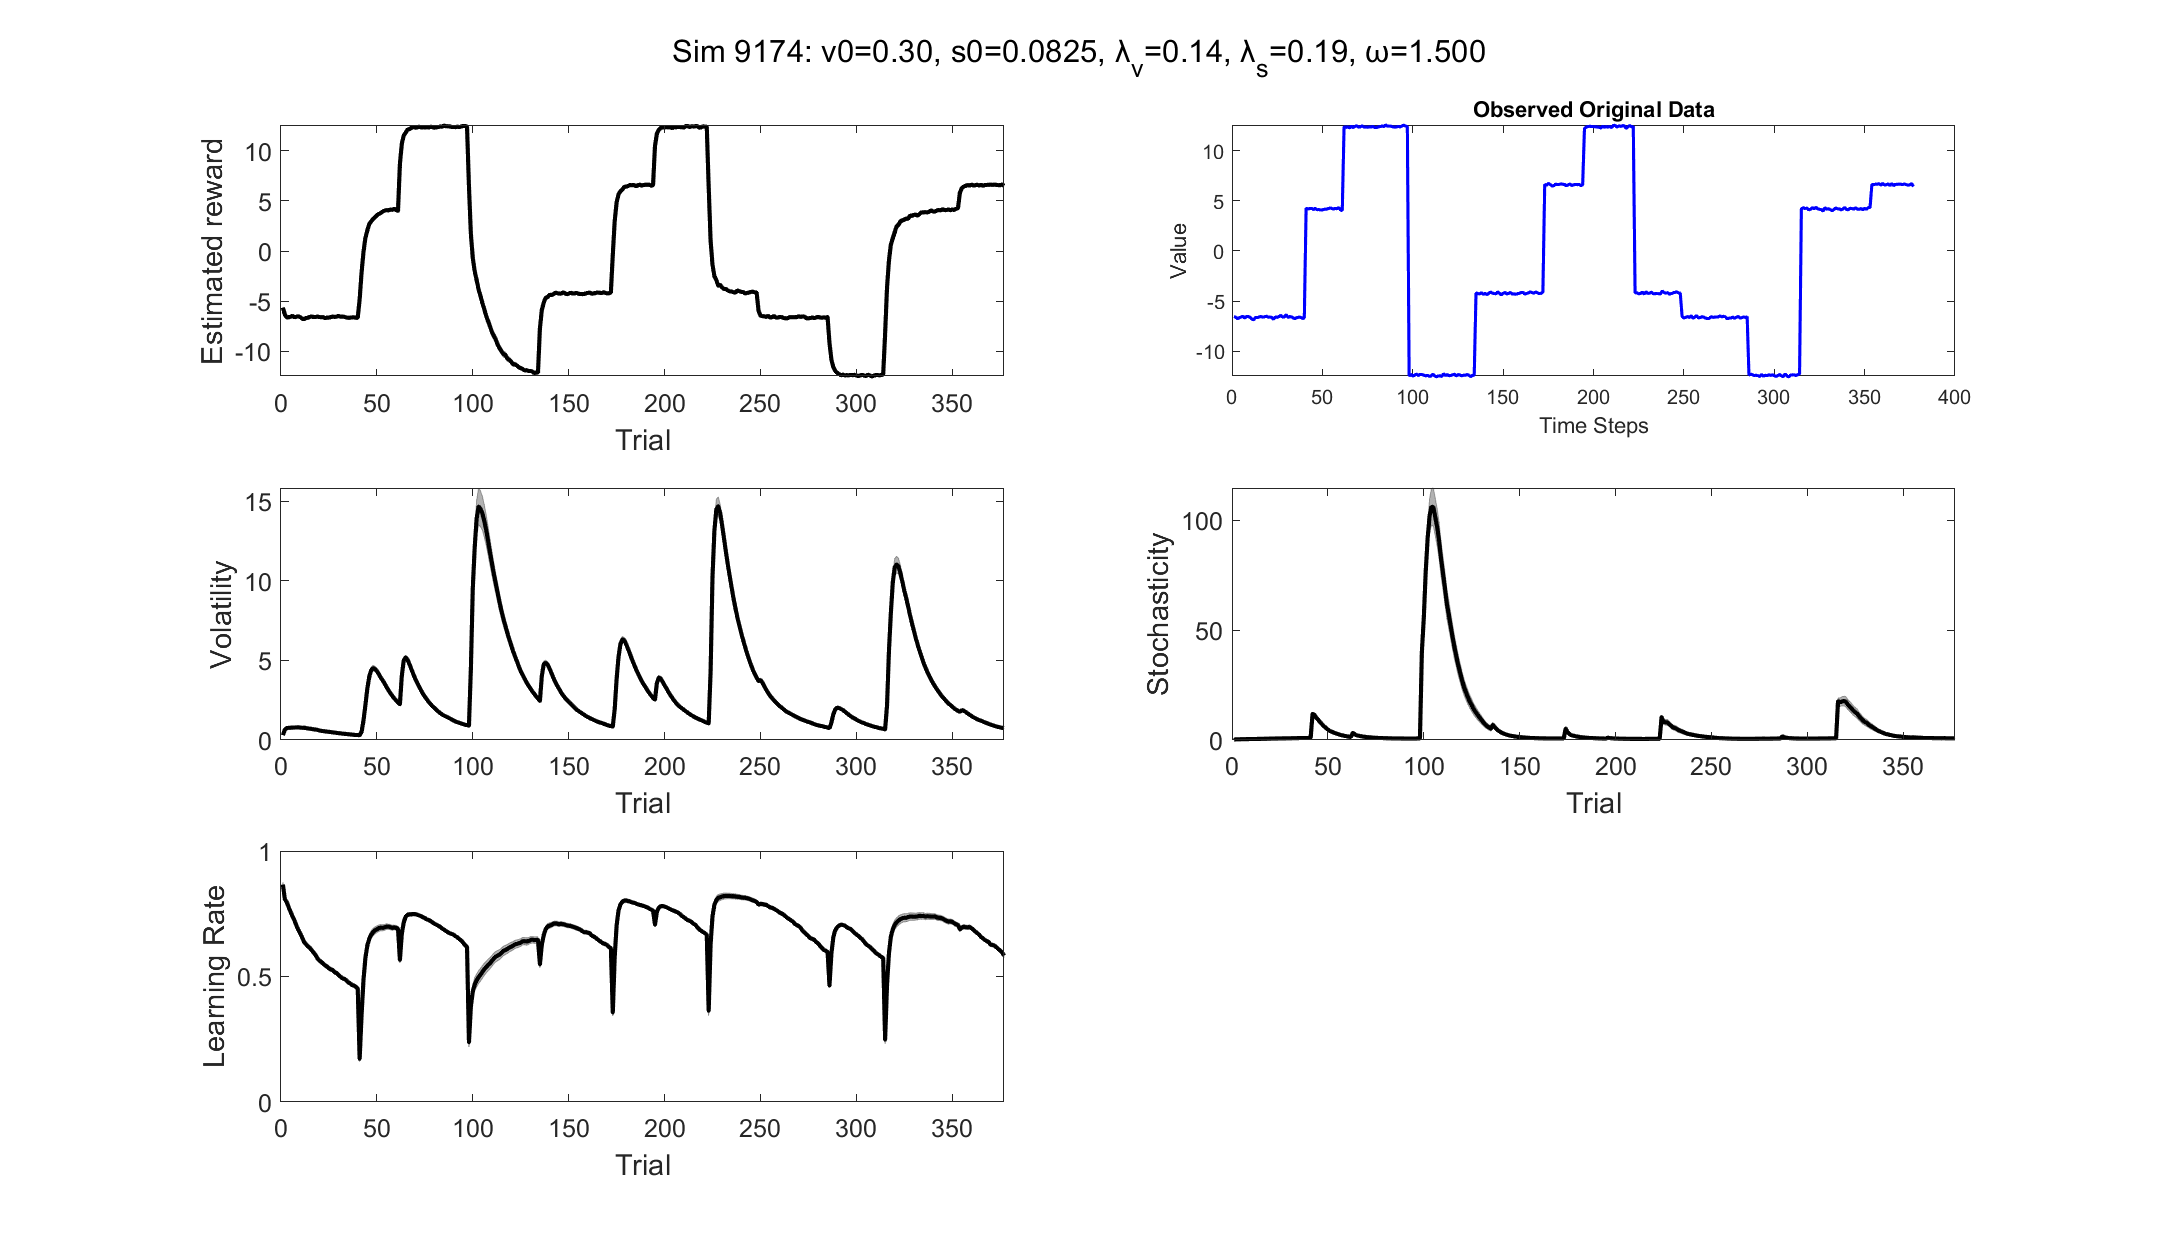 Sim 9174: v0=0.30, s0=0.0825, λ_v=0.14, λ_s=0.19, ω=1.500
Estimated reward
10
5
0
-5
-10
0 50 100 150 200 250 300 350
Trial
Observed Original Data
Value
10
5
0
-5
-10
0 50 100 150 200 250 300 350 400
Time Steps
Volatility
15
10
5
0
0 50 100 150 200 250 300 350
Trial
Stochasticity
100
50
0
0 50 100 150 200 250 300 350
Trial
Learning Rate
1
0.5
0
0 50 100 150 200 250 300 350
Trial